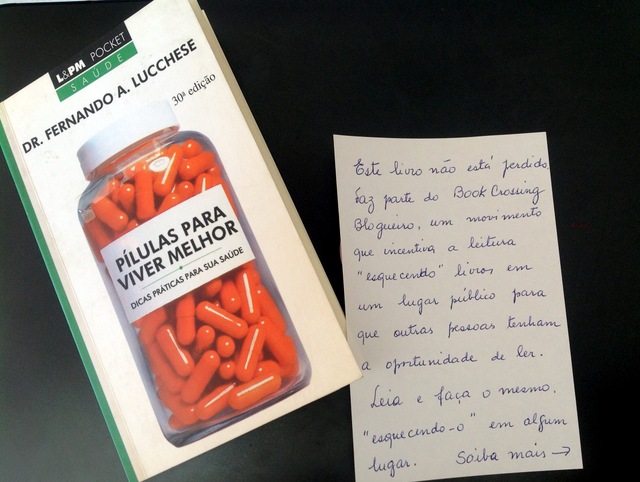 L&PM POCKET
SAÚDE
DR. FERNANDO A. LUCCHESE
30ª edição
PÍLULAS PARA
VIVER MELHOR
DICAS PRÁTICAS PARA SUA SAÚDE
Este livro não está perdido.
Faz parte do Book Crossing
Blogueiro, um movimento
que incentiva a leitura
"esquecendo" livros em
um lugar público para
que outras pessoas tenham
a oportunidade de ler.
Leia e faça o mesmo,
"esquecendo-o" em algum
lugar. Saiba mais →